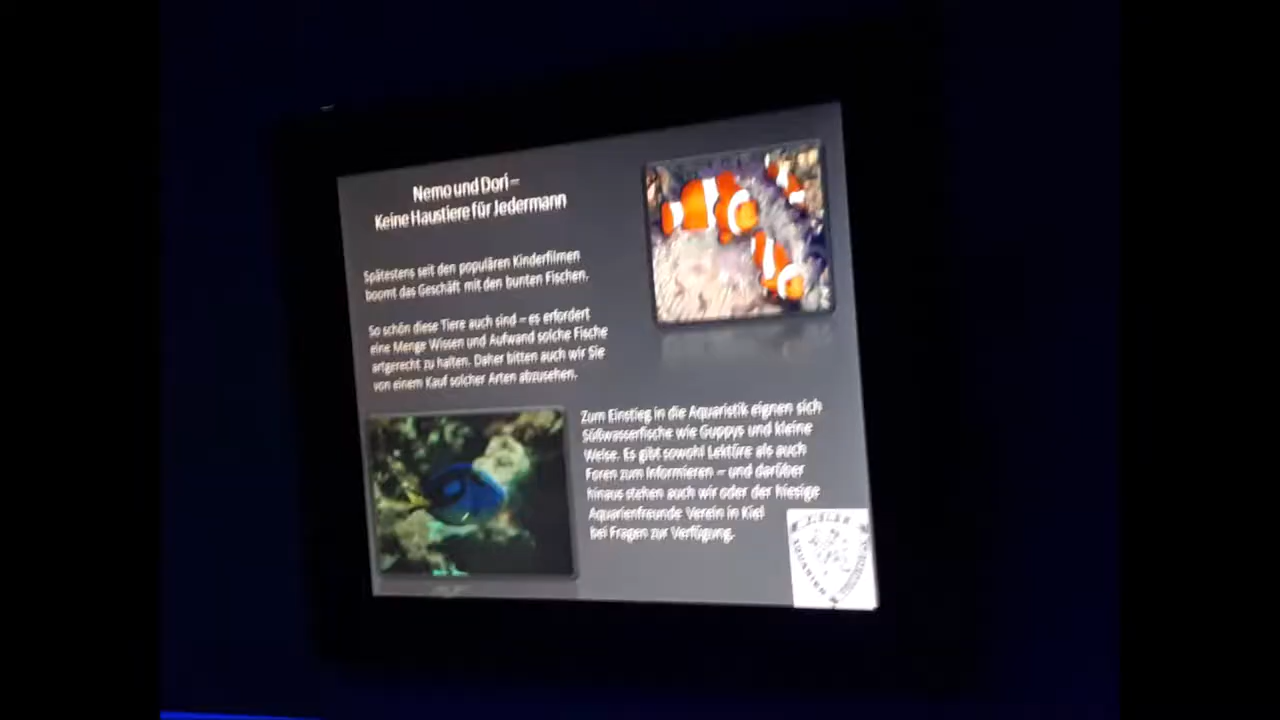 Nemo und Dori –
Keine Haustiere für Jedermann
Spätestens seit den populären Kinderfilmen
boomt das Geschäft mit den bunten Fischen.
So schön diese Tiere auch sind – es erfordert
eine Menge Wissen und Aufwand solche Fische
artgerecht zu halten. Daher bitten auch wir Sie
von einem Kauf solcher Arten abzusehen.
Zum Einstieg in die Aquaristik eignen sich
Süßwasserfische wie Guppys und kleine
Welse. Es gibt sowohl Lektüre als auch
Foren zum Informieren – und darüber
hinaus stehen auch wir oder der hiesige
Aquarienfreunde Verein in Kiel
bei Fragen zur Verfügung.
AQUARIEN